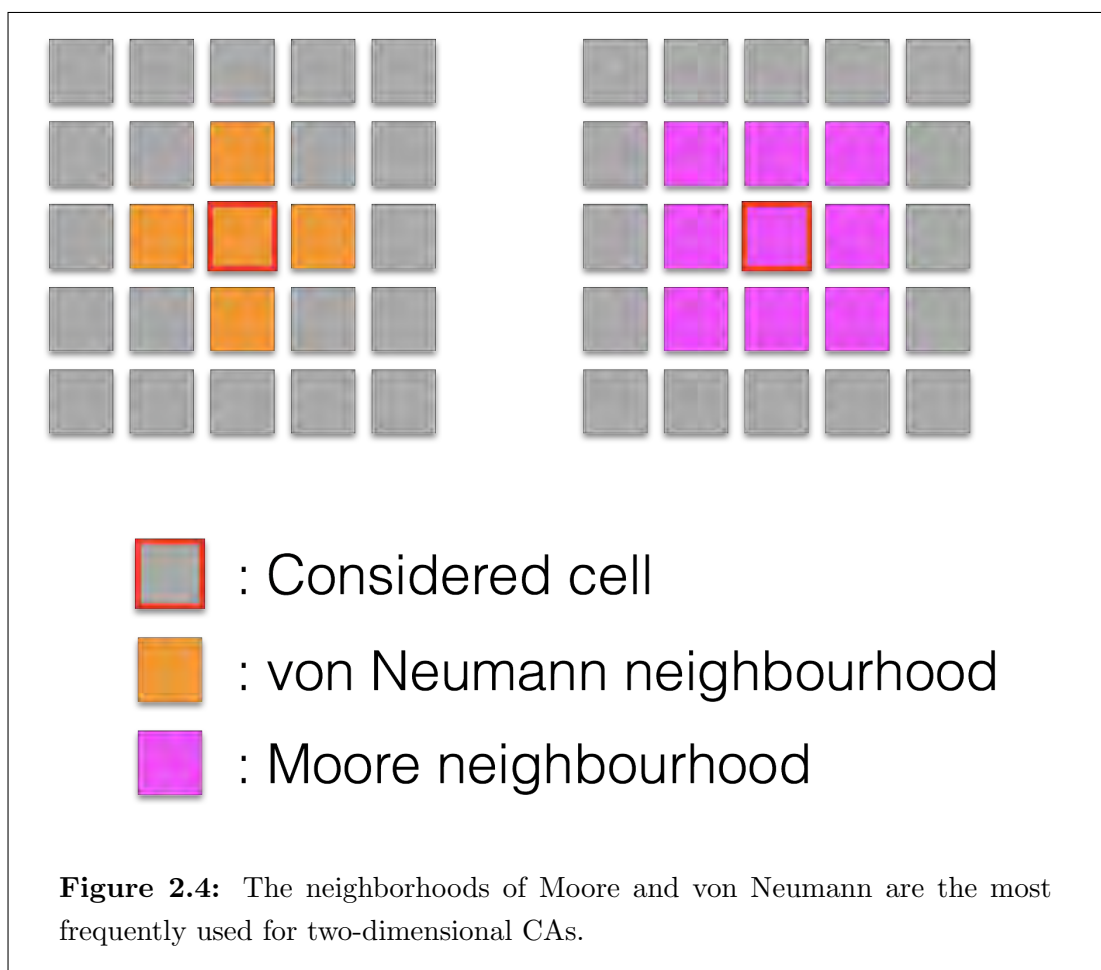 : Considered cell
: von Neumann neighbourhood
: Moore neighbourhood
Figure 2.4: The neighborhoods of Moore and von Neumann are the most
frequently used for two-dimensional CAs.